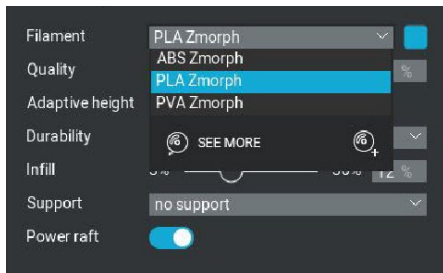 Filament PLA Zmorph
ABS Zmorph
Quality %
PLA Zmorph
Adaptive height PVA Zmorph
Durability SEE MORE
Infill 12 %
Support no support
Power raft